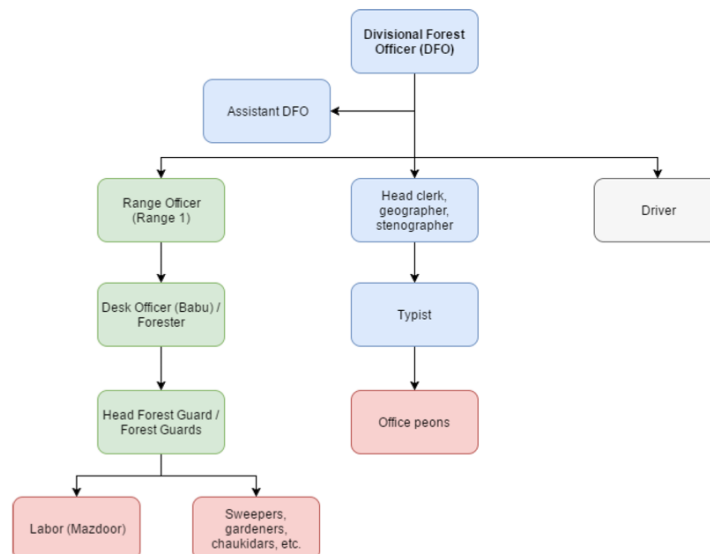 Divisional Forest
Officer (DFO)
Assistant DFO
Range Officer
(Range 1)
Head clerk,
geographer,
stenographer
Driver
Desk Officer (Babu) /
Forester
Typist
Head Forest Guard /
Forest Guards
Office peons
Labor (Mazdoor)
Sweepers,
gardeners,
chaukidars, etc.